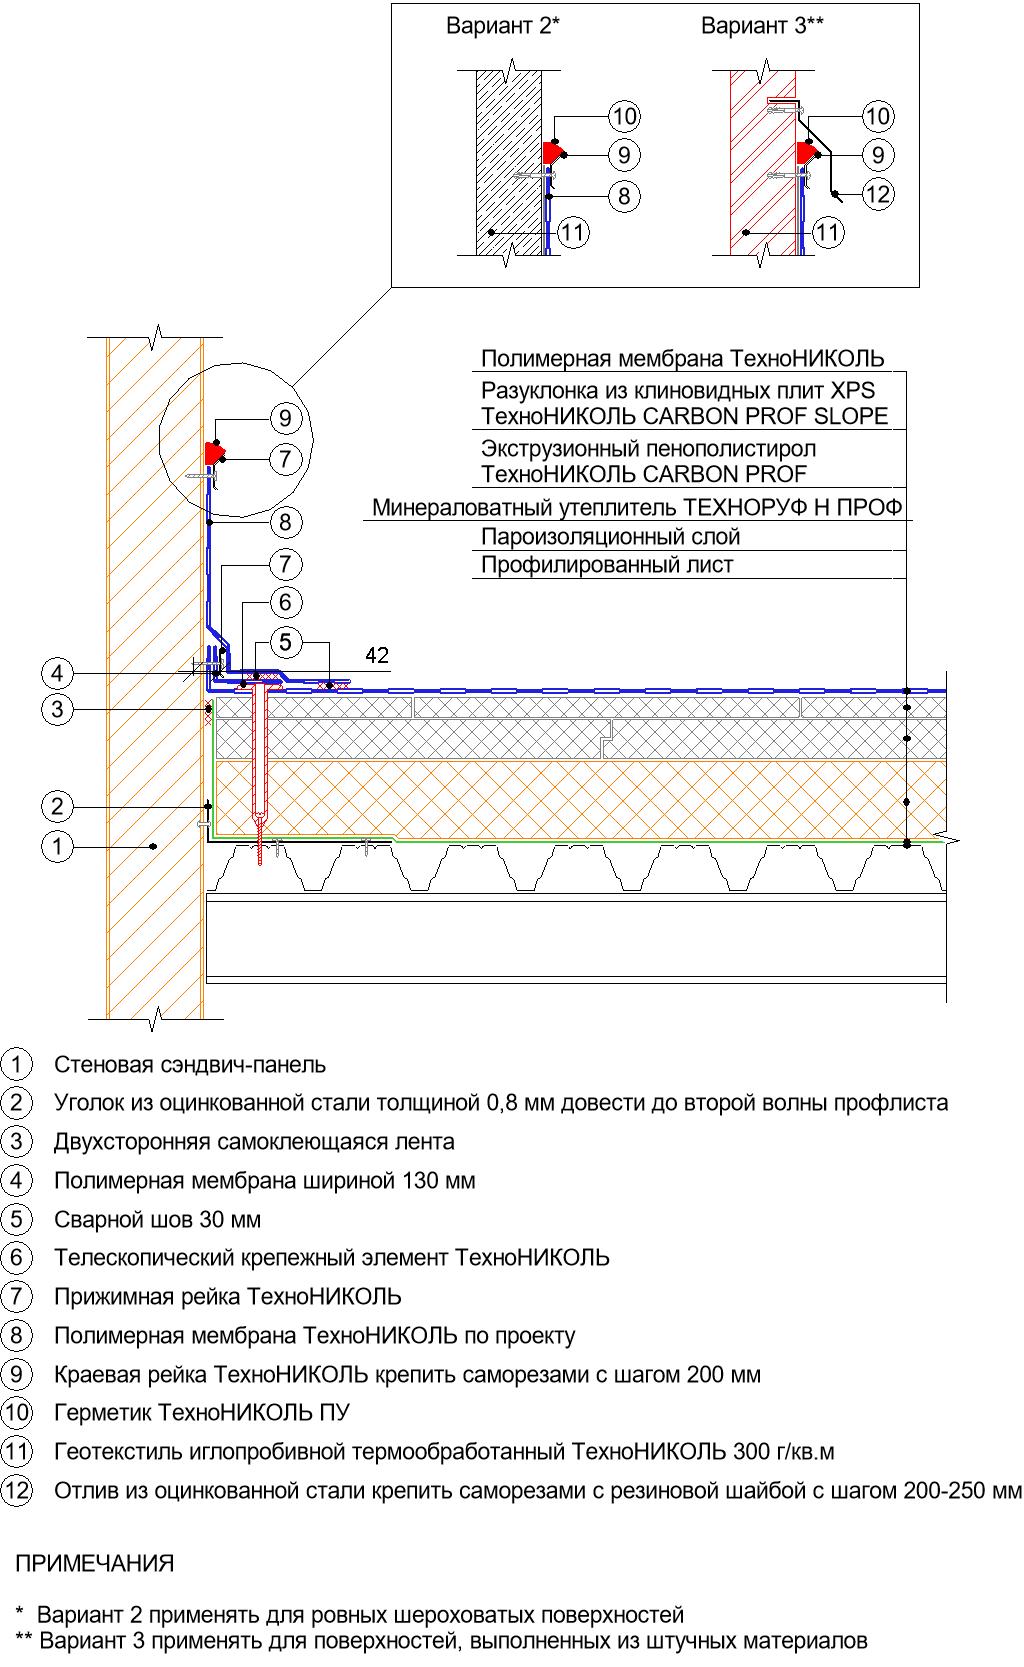 Вариант 2*
Вариант 3**
10
9
8
11
10
9
12
11
Полимерная мембрана ТехноНИКОЛЬ
Разуклонка из клиновидных плит XPS
ТехноНИКОЛЬ CARBON PROF SLOPE
Экструзионный пенополистирол
ТехноНИКОЛЬ CARBON PROF
Минераловатный утеплитель ТЕХНОРУФ Н ПРОФ
Пароизоляционный слой
Профилированный лист
9
7
8
7
6
5
42
4
3
2
1
1 Стеновая сэндвич-панель
2 Уголок из оцинкованной стали толщиной 0,8 мм довести до второй волны профлиста
3 Двухсторонняя самоклеющаяся лента
4 Полимерная мембрана шириной 130 мм
5 Сварной шов 30 мм
6 Телескопический крепежный элемент ТехноНИКОЛЬ
7 Прижимная рейка ТехноНИКОЛЬ
8 Полимерная мембрана ТехноНИКОЛЬ по проекту
9 Краевая рейка ТехноНИКОЛЬ крепить саморезами с шагом 200 мм
10 Герметик ТехноНИКОЛЬ ПУ
11 Геотекстиль иглопробивной термообработанный ТехноНИКОЛЬ 300 г/кв.м
12 Отлив из оцинкованной стали крепить саморезами с резиновой шайбой с шагом 200-250 мм
ПРИМЕЧАНИЯ
* Вариант 2 применять для ровных шероховатых поверхностей
** Вариант 3 применять для поверхностей, выполненных из штучных материалов